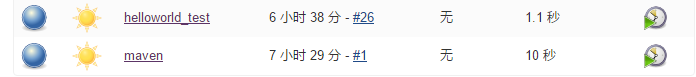 helloworld_test 6 小时 38 分 - #26 无 1.1 秒
maven 7 小时 29 分 - #1 无 10 秒